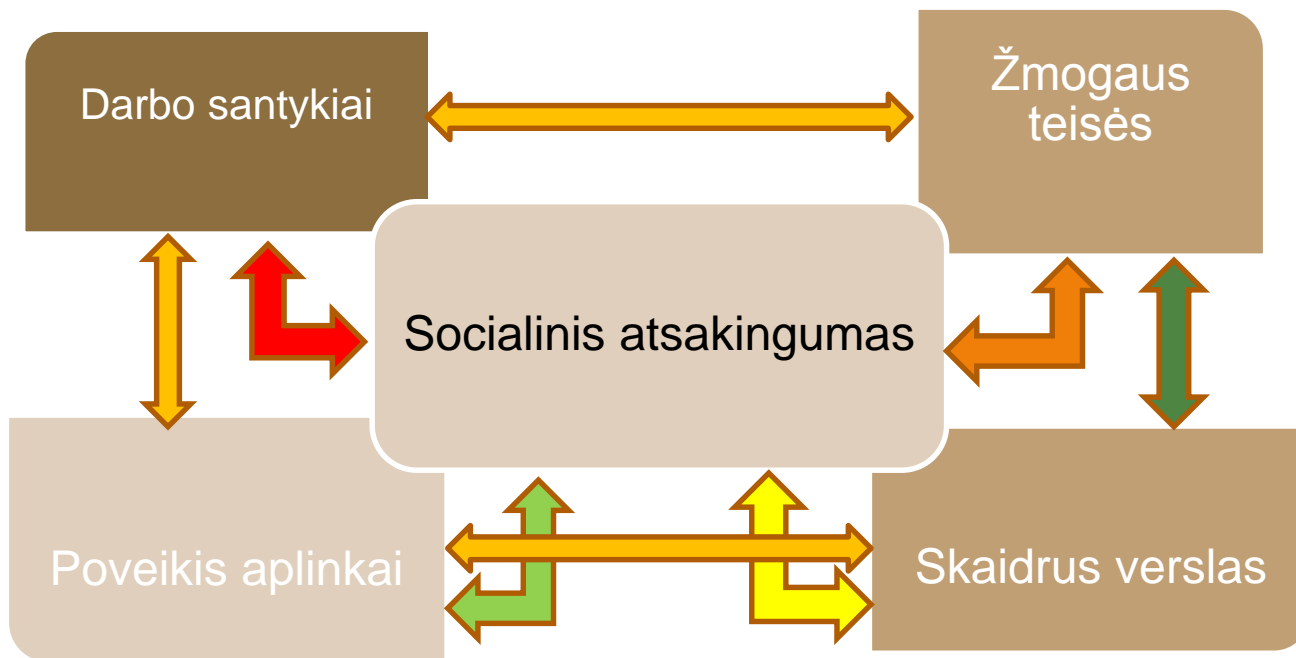 Darbo santykiai
Žmogaus
teisės
Socialinis atsakingumas
Poveikis aplinkai
Skaidrus verslas